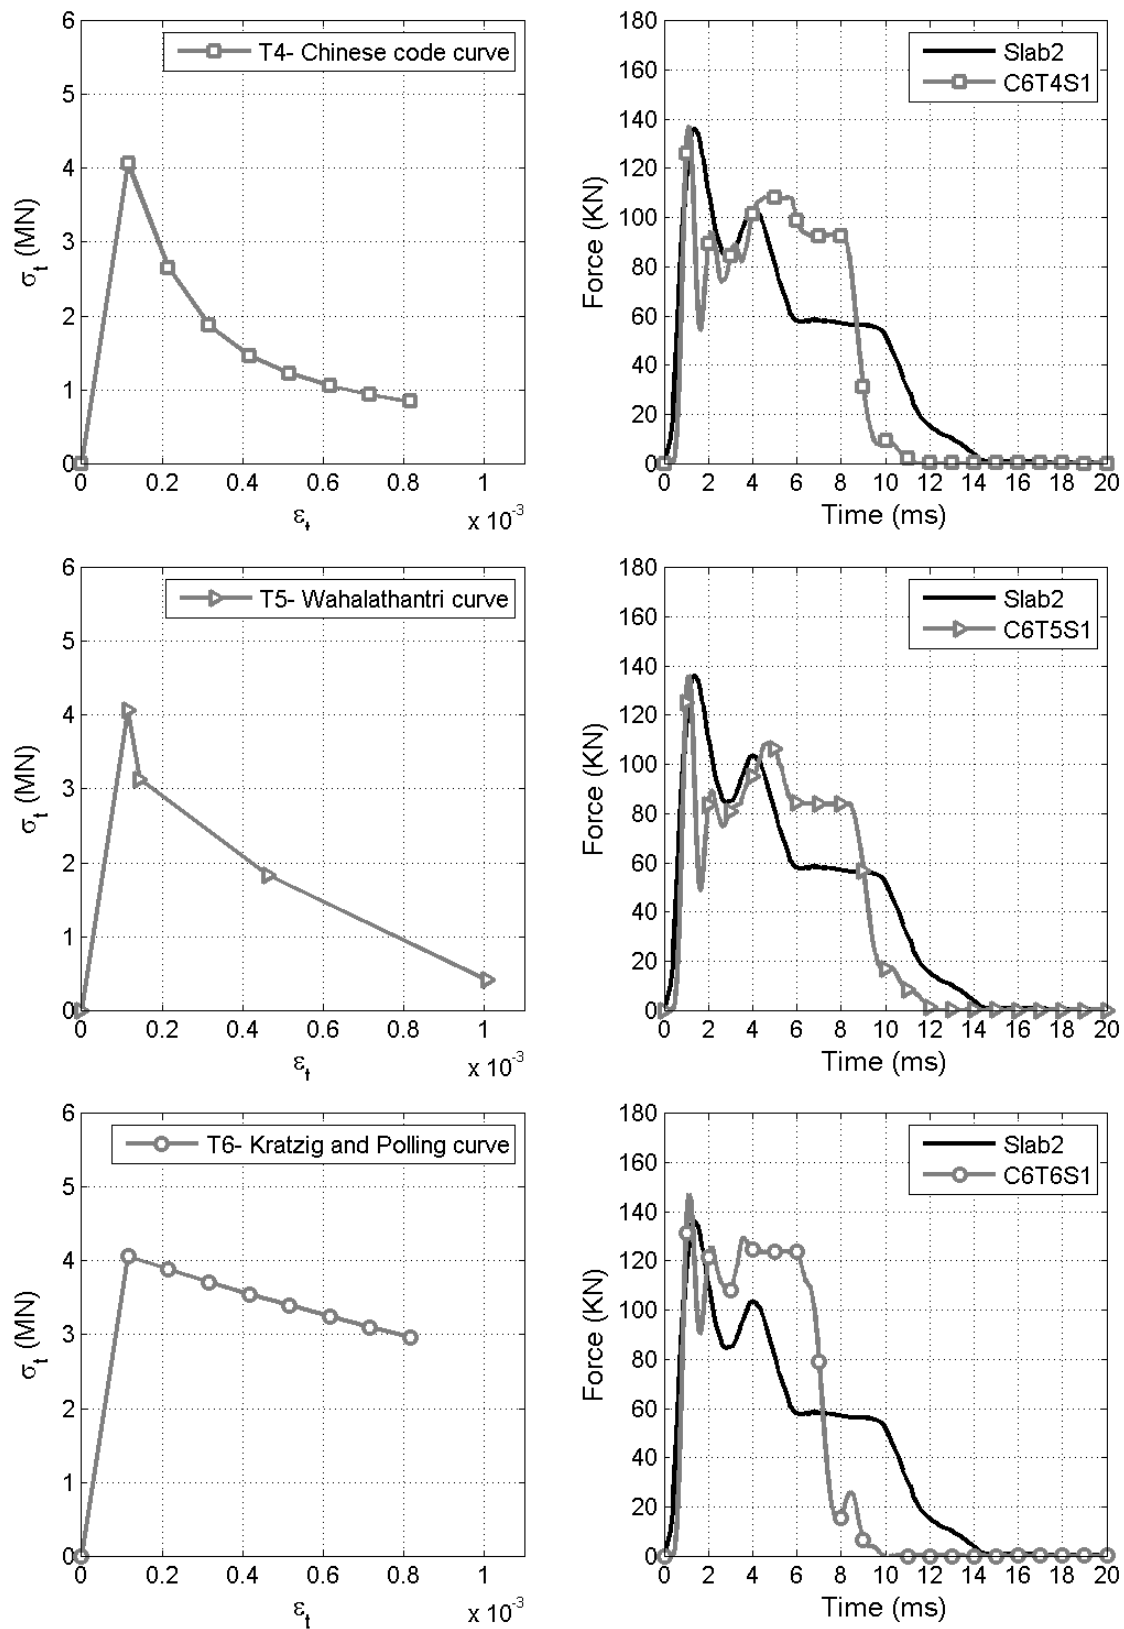 6
5
4
3
2
1
0
σt (MN)
T4- Chinese code curve
0 0.2 0.4 0.6 0.8 1
x 10-3
εt
180
160
140
120
100
80
60
40
20
0
Force (KN)
Slab2
C6T4S1
0 2 4 6 8 10 12 14 16 18 20
Time (ms)
6
5
4
3
2
1
0
σt (MN)
T5- Wahalathantri curve
0 0.2 0.4 0.6 0.8 1
x 10-3
εt
180
160
140
120
100
80
60
40
20
0
Force (KN)
Slab2
C6T5S1
0 2 4 6 8 10 12 14 16 18 20
Time (ms)
6
5
4
3
2
1
0
σt (MN)
T6- Kratzig and Polling curve
0 0.2 0.4 0.6 0.8 1
x 10-3
εt
180
160
140
120
100
80
60
40
20
0
Force (KN)
Slab2
C6T6S1
0 2 4 6 8 10 12 14 16 18 20
Time (ms)